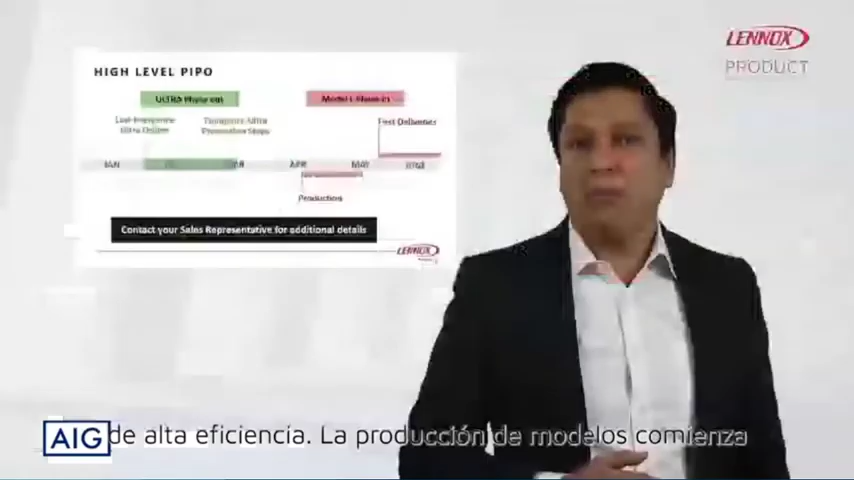 LENNOX
PRODUCT
HIGH LEVEL PIPO
ULTRA Phase out
First Deliveries
JAN
APR
MAY
JUNE
Production
Contact your Sales Representative for additional details
LENNOX
AIG
de alta eficiencia. La producción de modelos comienza